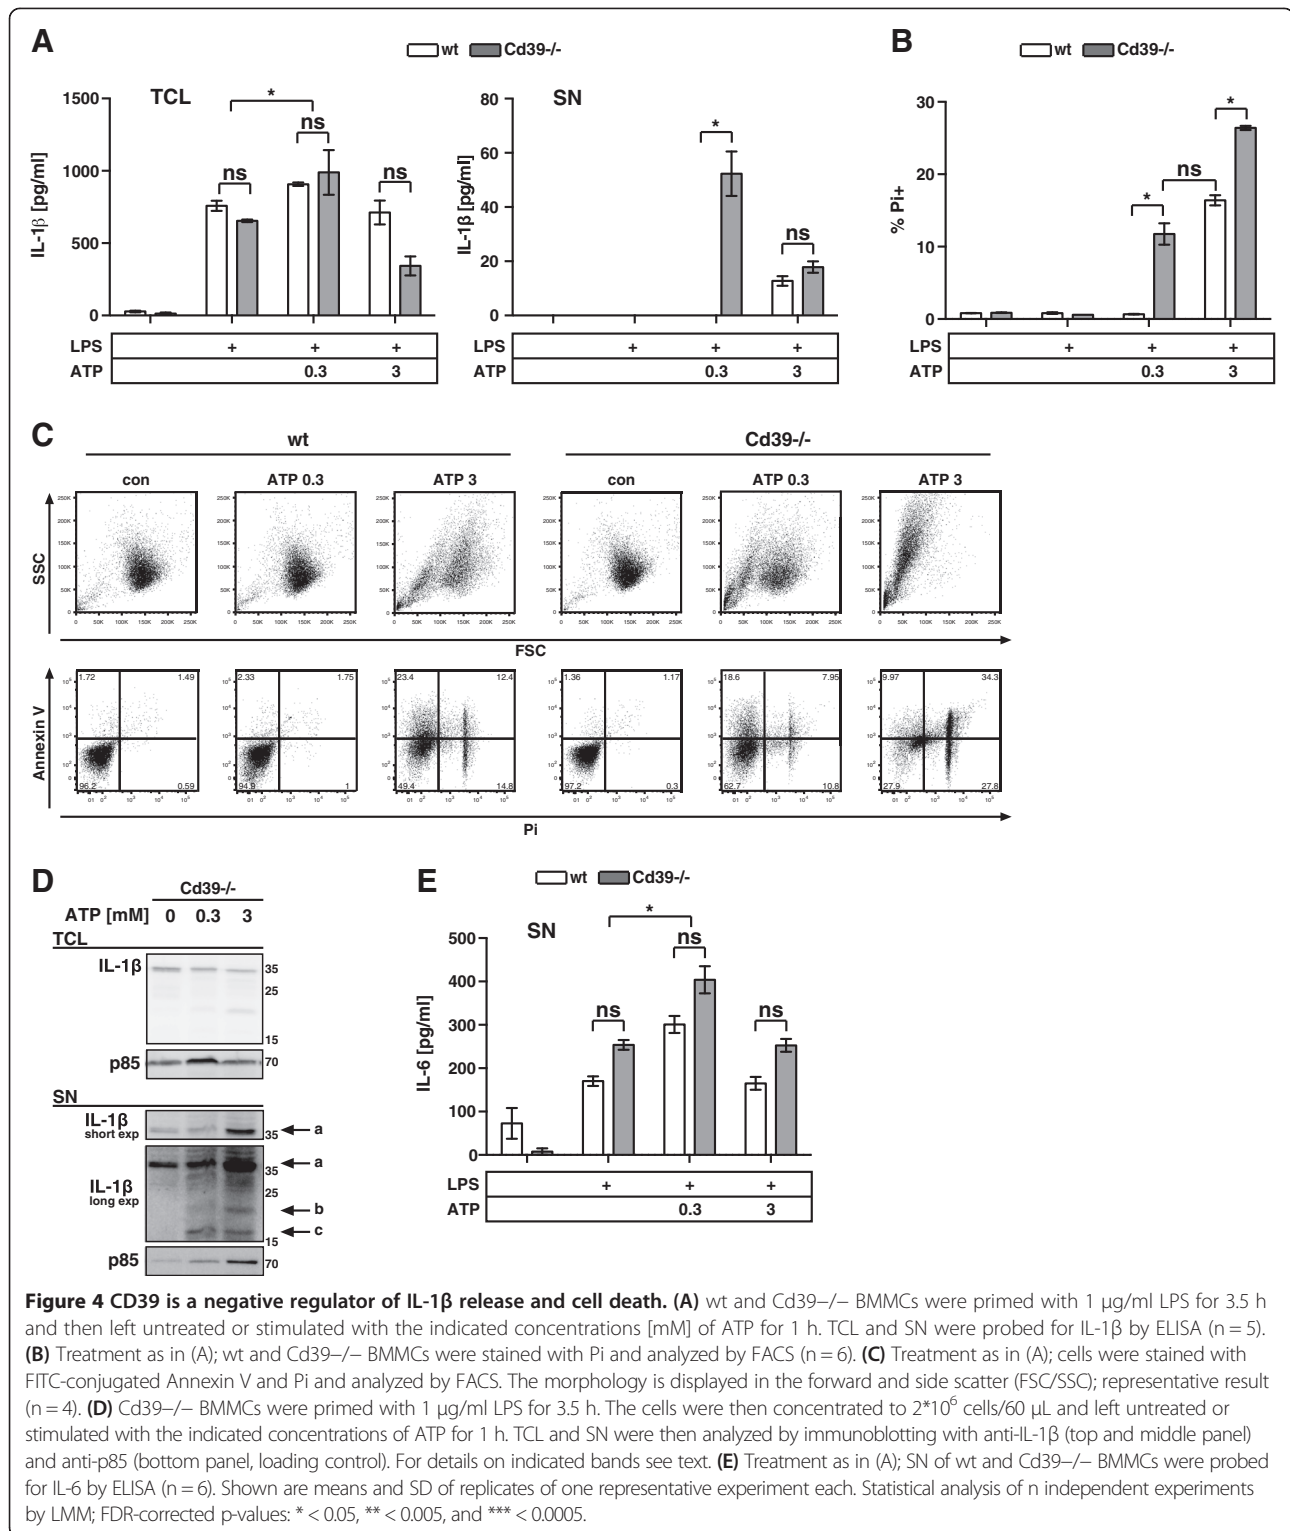 A
wt Cd39-/-
TCL
IL-1β [pg/ml]
1500
1000
500
0
*
ns
ns
ns
LPS + + +
ATP 0.3 3
SN
IL-1β [pg/ml]
80
60
40
20
0
*
ns
LPS + + +
ATP 0.3 3
B
wt Cd39-/-
% Pi+
30
20
10
0
*
ns
*
LPS + + +
ATP 0.3 3
C
wt Cd39-/-
con ATP 0.3 ATP 3 con ATP 0.3 ATP 3
SSC
250K
200K
150K
100K
50K
0
0 50K 100K 150K 200K 250K
FSC
Annexin V
1.72 1.49 2.33 1.75 23.4 12.4 1.36 1.17 18.6 7.95 9.97 34.3
96.2 0.59 94.9 1 49.4 14.8 97.2 0.3 62.7 10.8 27.9 27.8
Pi
D
Cd39-/-
ATP [mM] 0 0.3 3
TCL
IL-1β
35
25
15
p85 70
SN
IL-1β
short exp
35 a
a
35
25
IL-1β
long exp
b
c
15
p85 70
E
wt Cd39-/-
SN
IL-6 [pg/ml]
500
400
300
200
100
0
*
ns
ns
ns
LPS + + +
ATP 0.3 3
Figure 4 CD39 is a negative regulator of IL-1β release and cell death. (A) wt and Cd39−/− BMMCs were primed with 1 μg/ml LPS for 3.5 h
and then left untreated or stimulated with the indicated concentrations [mM] of ATP for 1 h. TCL and SN were probed for IL-1β by ELISA (n = 5).
(B) Treatment as in (A); wt and Cd39−/− BMMCs were stained with Pi and analyzed by FACS (n = 6). (C) Treatment as in (A); cells were stained with
FITC-conjugated Annexin V and Pi and analyzed by FACS. The morphology is displayed in the forward and side scatter (FSC/SSC); representative result
(n = 4). (D) Cd39−/− BMMCs were primed with 1 μg/ml LPS for 3.5 h. The cells were then concentrated to 2*10⁶ cells/60 μL and left untreated or
stimulated with the indicated concentrations of ATP for 1 h. TCL and SN were then analyzed by immunoblotting with anti-IL-1β (top and middle panel)
and anti-p85 (bottom panel, loading control). For details on indicated bands see text. (E) Treatment as in (A); SN of wt and Cd39−/− BMMCs were probed
for IL-6 by ELISA (n = 6). Shown are means and SD of replicates of one representative experiment each. Statistical analysis of n independent experiments
by LMM; FDR-corrected p-values: * < 0.05, ** < 0.005, and *** < 0.0005.